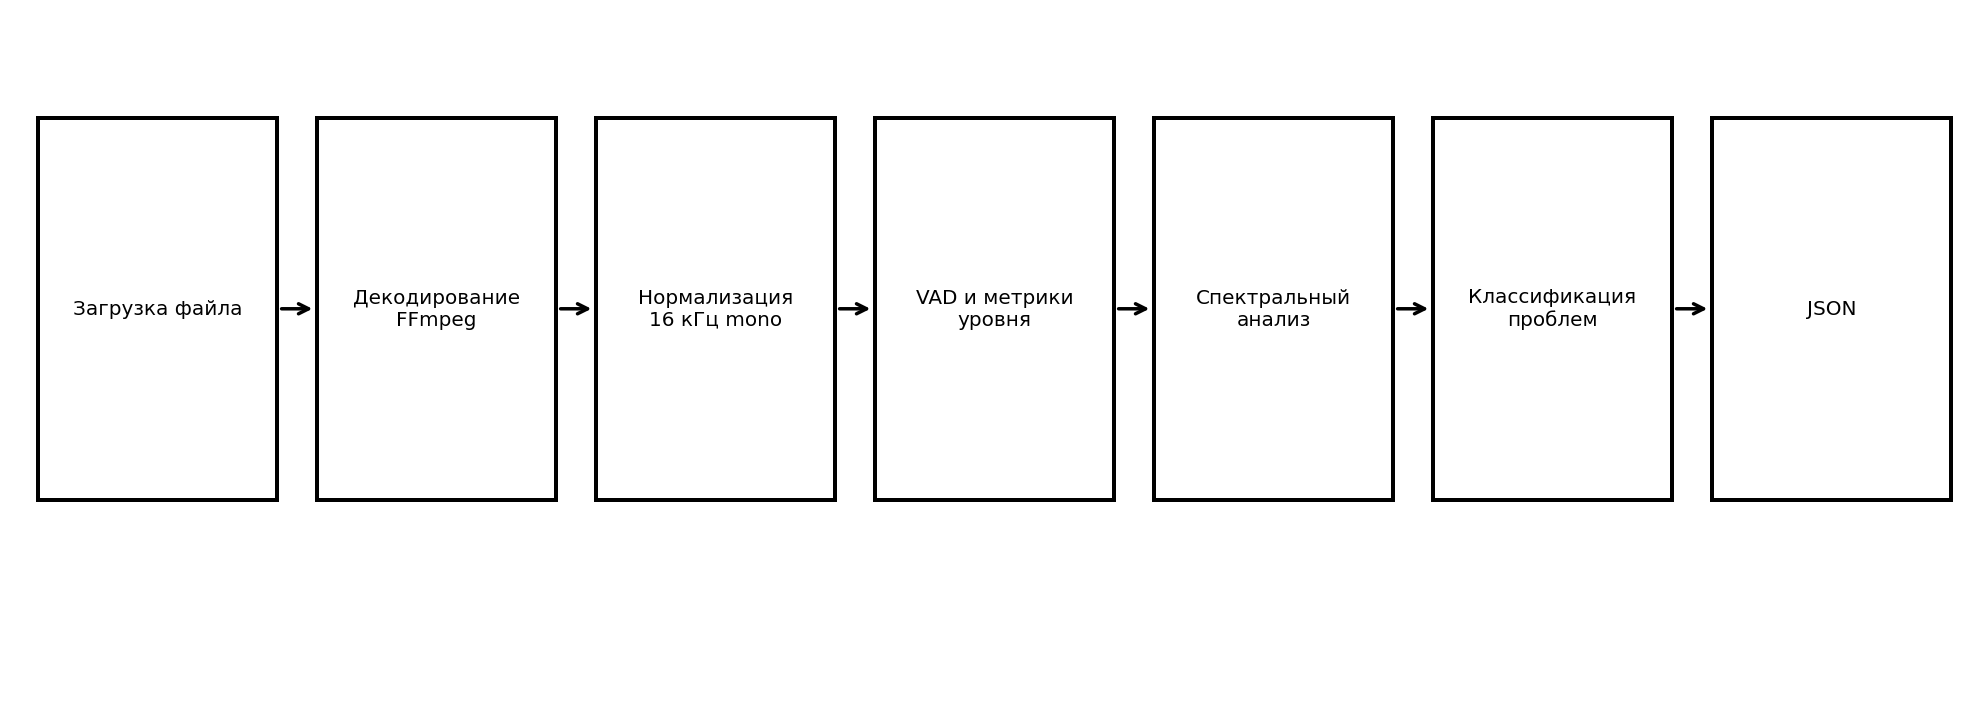 Загрузка файла
Декодирование
FFmpeg
Нормализация
16 кГц mono
VAD и метрики
уровня
Спектральный
анализ
Классификация
проблем
JSON